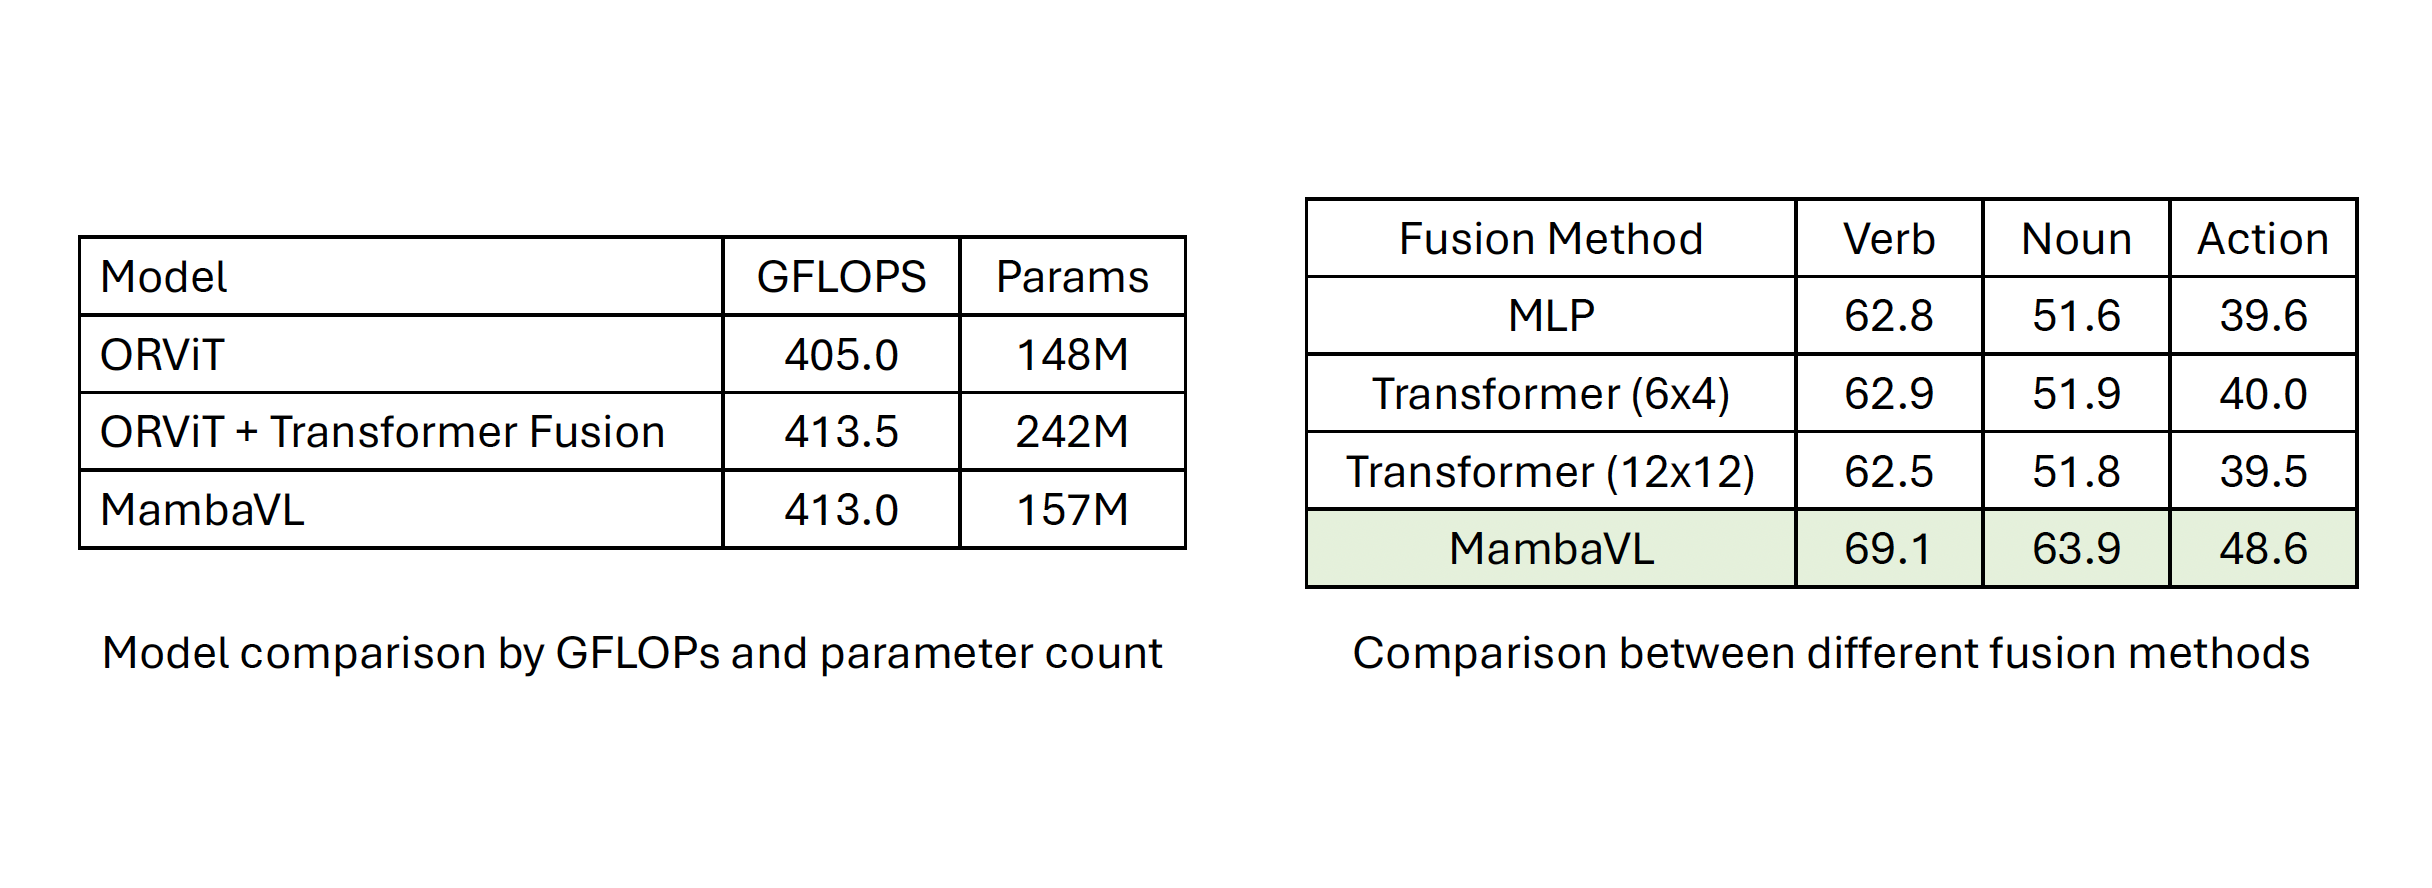 Model GFLOPS Params
ORViT 405.0 148M
ORViT + Transformer Fusion 413.5 242M
MambaVL 413.0 157M
Model comparison by GFLOPs and parameter count
Fusion Method Verb Noun Action
MLP 62.8 51.6 39.6
Transformer (6x4) 62.9 51.9 40.0
Transformer (12x12) 62.5 51.8 39.5
MambaVL 69.1 63.9 48.6
Comparison between different fusion methods